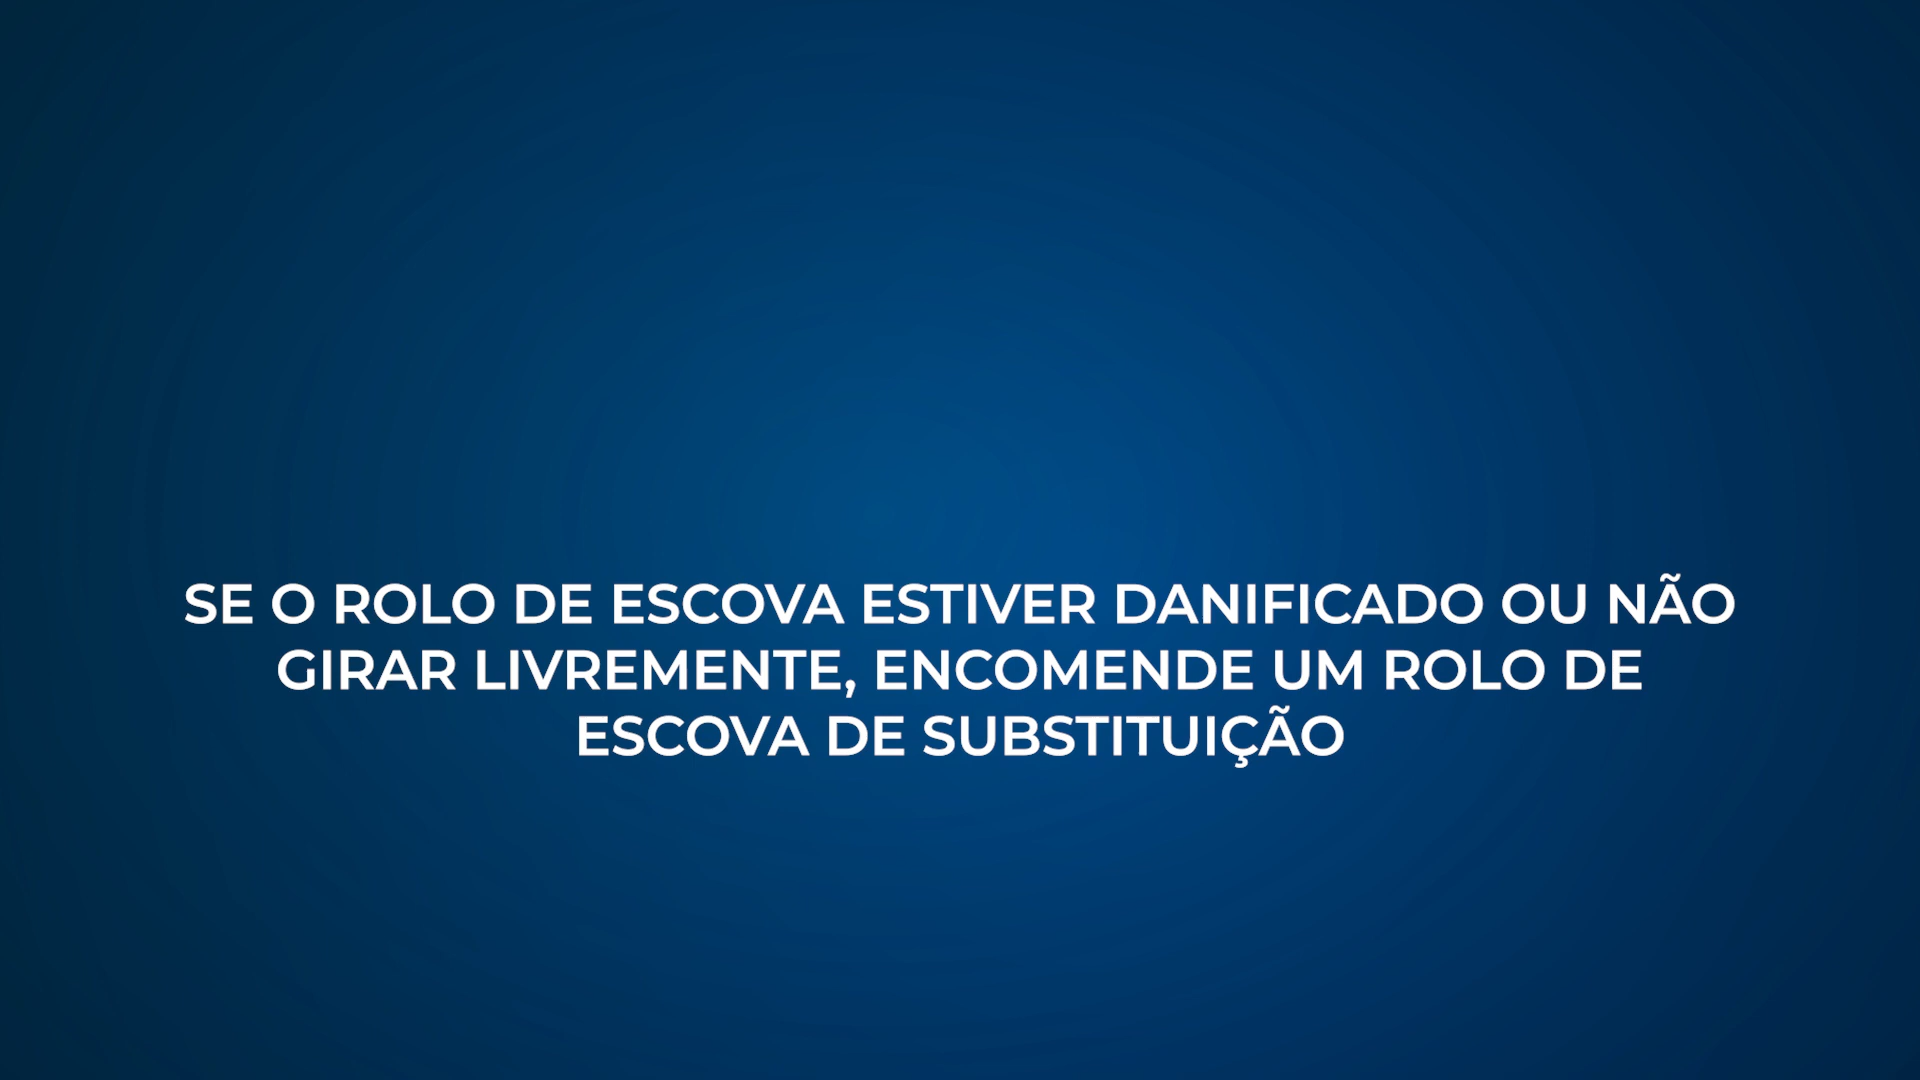 SE O ROLO DE ESCOVA ESTIVER DANIFICADO OU NÃO
GIRAR LIVREMENTE, ENCOMENDE UM ROLO DE
ESCOVA DE SUBSTITUIÇÃO